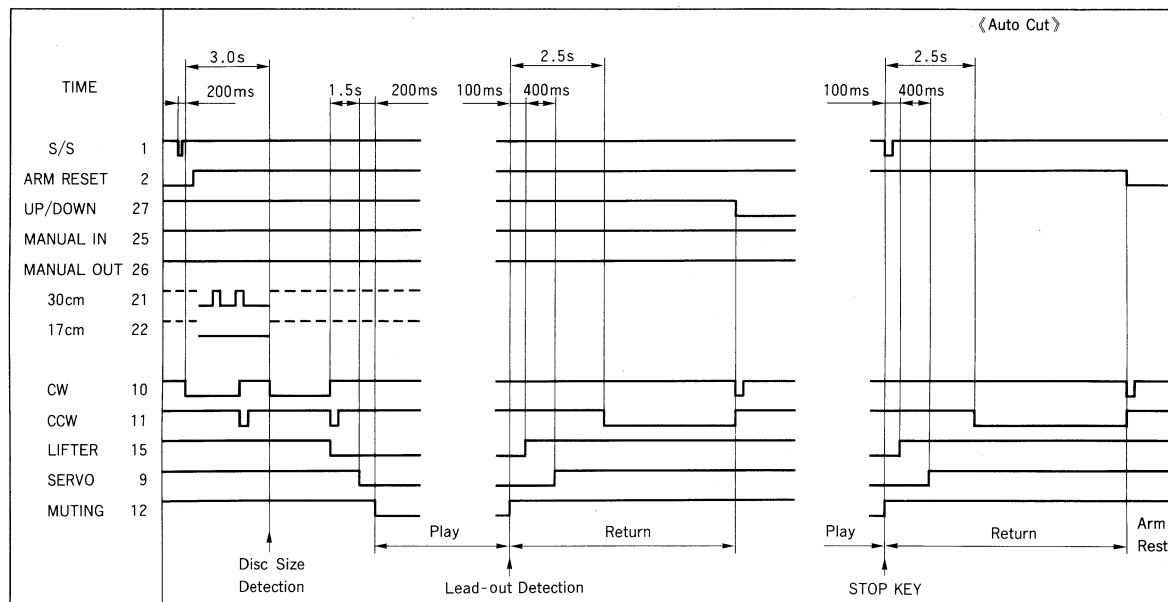 《Auto Cut》
3.0s 2.5s 2.5s
TIME
200ms 1.5s 200ms 100ms 400ms 100ms 400ms
S/S 1
ARM RESET 2
UP/DOWN 27
MANUAL IN 25
MANUAL OUT 26
30cm 21
17cm 22
CW 10
CCW 11
LIFTER 15
SERVO 9
MUTING 12
Play Return Play Return Arm
Rest
Disc Size
Detection
Lead-out Detection
STOP KEY